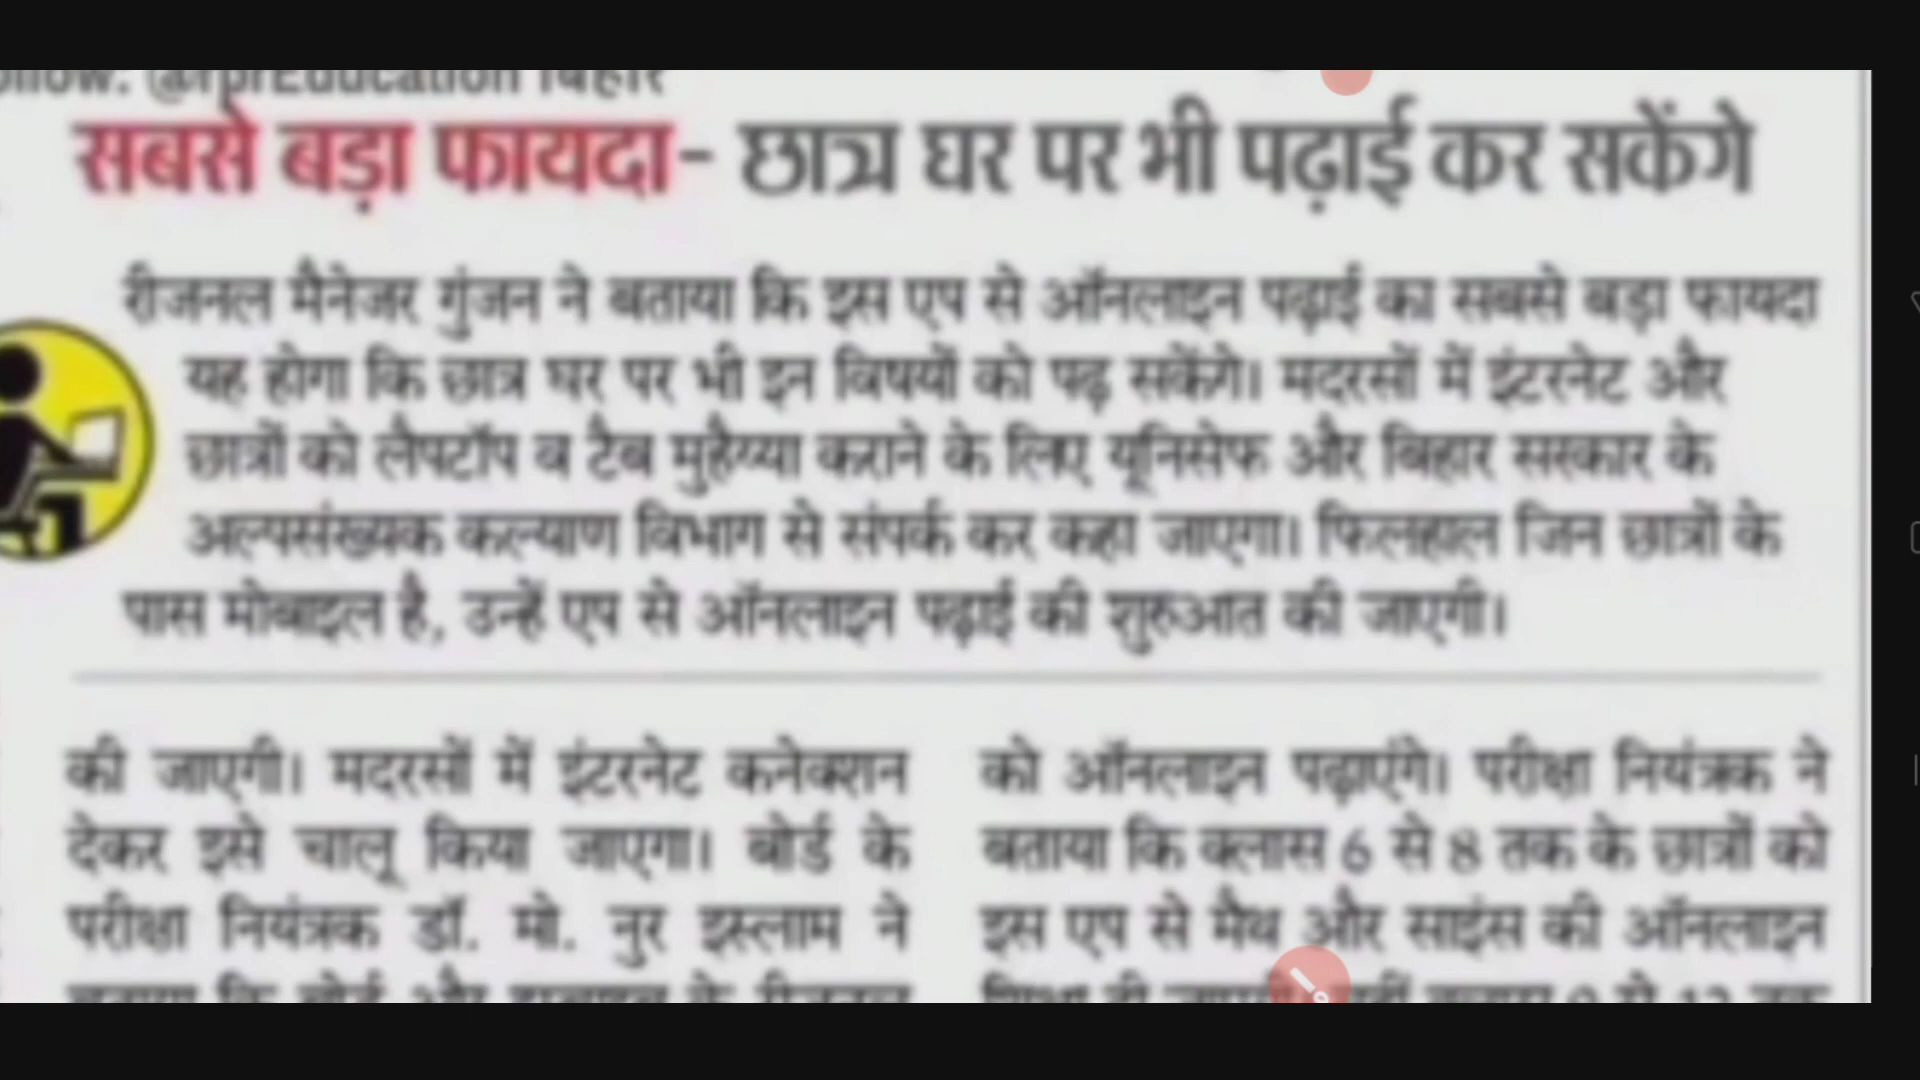 @rprEducation बिहार
सबसे बड़ा फायदा- छात्र घर पर भी पढ़ाई कर सकेंगे
रीजनल मैनेजर गुंजन ने बताया कि इस एप से ऑनलाइन पढ़ाई का सबसे बड़ा फायदा
यह होगा कि छात्र घर पर भी इन विषयों को पढ़ सकेंगे। मदरसों में इंटरनेट और
छात्रों को लैपटॉप व टैब मुहैय्या कराने के लिए यूनिसेफ और बिहार सरकार के
अल्पसंख्यक कल्याण विभाग से संपर्क कर कहा जाएगा। फिलहाल जिन छात्रों के
पास मोबाइल है, उन्हें एप से ऑनलाइन पढ़ाई की शुरुआत की जाएगी।
की जाएगी। मदरसों में इंटरनेट कनेक्शन
देकर इसे चालू किया जाएगा। बोर्ड के
परीक्षा नियंत्रक डॉ. मो. नुर इस्लाम ने
को ऑनलाइन पढ़ाएंगे। परीक्षा नियंत्रक ने
बताया कि क्लास 6 से 8 तक के छात्रों को
इस एप से मैथ और साइंस की ऑनलाइन